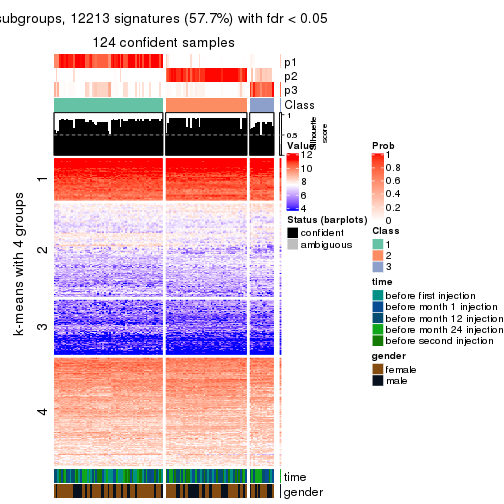 subgroups, 12213 signatures (57.7%) with fdr < 0.05
124 confident samples
p1
p2
p3
Class
1
0.5
Silhouette
score
k-means with 4 groups
1
2
3
4
time
gender
Value
12
10
8
6
4
Status (barplots)
confident
ambiguous
Prob
1
0.8
0.6
0.4
0.2
0
Class
1
2
3
time
before first injection
before month 1 injection
before month 12 injection
before month 24 injection
before second injection
gender
female
male